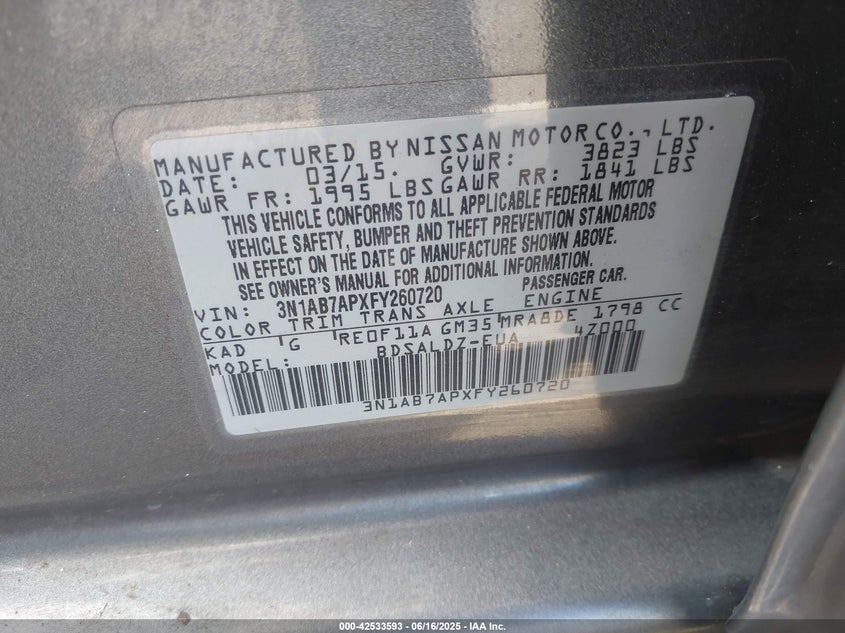 MANUFACTURED BY NISSAN MOTOR CO., LTD.
DATE: 03/15. GVWR: 3823 LBS
GAWR FR: 1995 LBS GAWR RR: 1841 LBS
THIS VEHICLE CONFORMS TO ALL APPLICABLE FEDERAL MOTOR
VEHICLE SAFETY, BUMPER AND THEFT PREVENTION STANDARDS
IN EFFECT ON THE DATE OF MANUFACTURE SHOWN ABOVE.
SEE OWNER'S MANUAL FOR ADDITIONAL INFORMATION.
VIN: 3N1AB7APXFY260720 PASSENGER CAR.
COLOR TRIM TRANS AXLE ENGINE
KAD G RE0F11A GM35 MRA8DE 1798 CC
MODEL: BDSALDZ-EUA 4Z000
3N1AB7APXFY260720
000-42533593 - 06/16/2025 - IAA Inc.